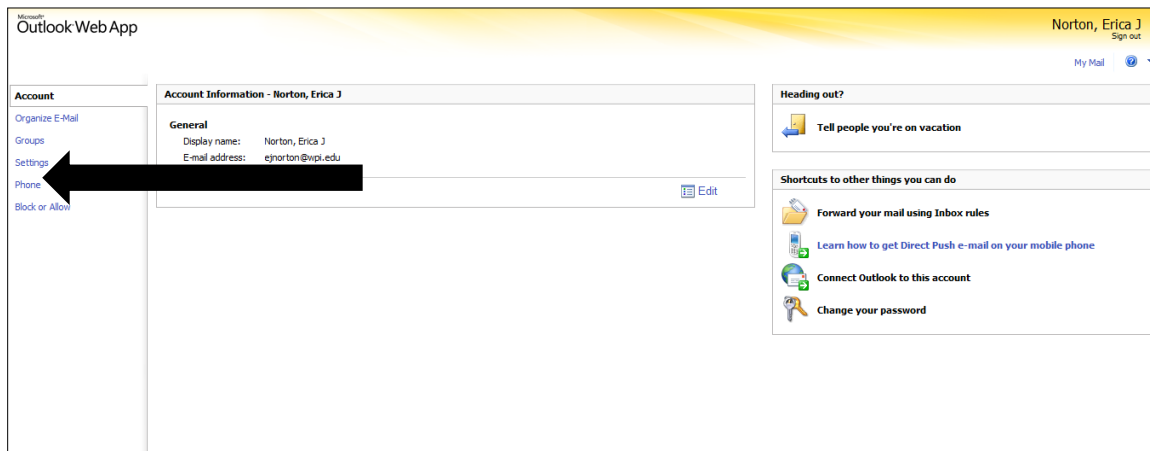 Microsoft®
Outlook Web App
Norton, Erica J
Sign out
My Mail
Account
Organize E-Mail
Groups
Settings
Phone
Block or Allow
Account Information - Norton, Erica J
General
Display name: Norton, Erica J
E-mail address: ejnorton@wpi.edu
Edit
Heading out?
Tell people you're on vacation
Shortcuts to other things you can do
Forward your mail using Inbox rules
Learn how to get Direct Push e-mail on your mobile phone
Connect Outlook to this account
Change your password